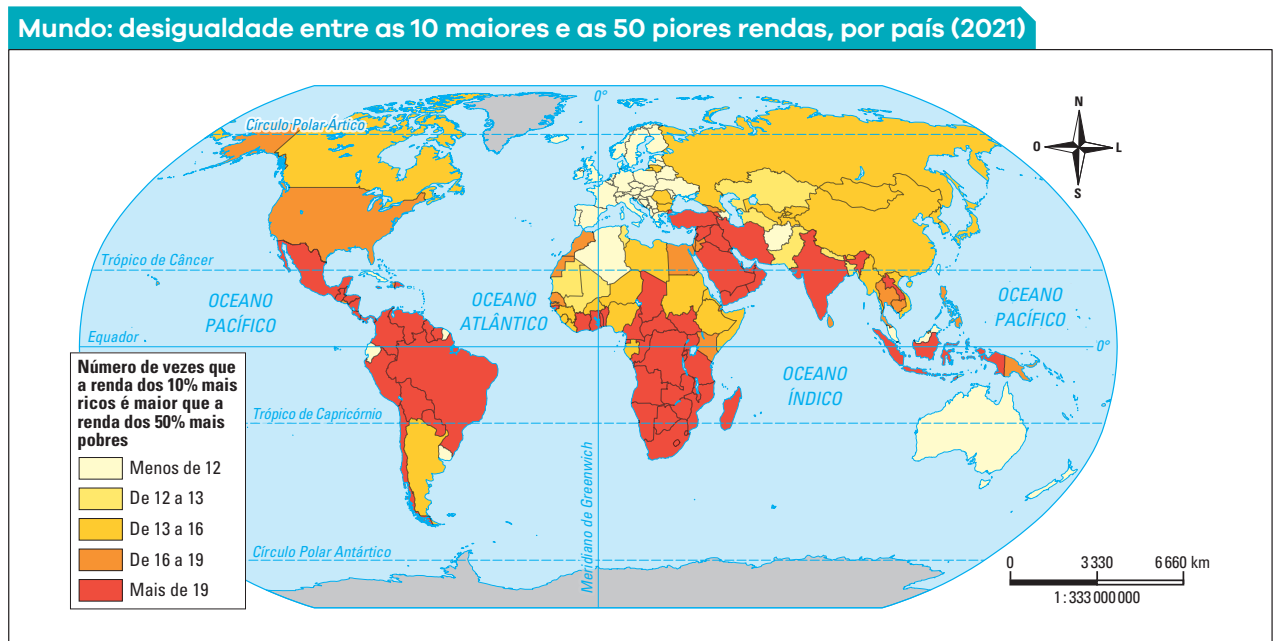 Mundo: desigualdade entre as 10 maiores e as 50 piores rendas, por país (2021)
0°
Círculo Polar Ártico
N
O
L
S
Trópico de Câncer
OCEANO
PACÍFICO
OCEANO
ATLÂNTICO
OCEANO
PACÍFICO
Equador
0°
OCEANO
ÍNDICO
Trópico de Capricórnio
Meridiano de Greenwich
Círculo Polar Antártico
Número de vezes que
a renda dos 10% mais
ricos é maior que a
renda dos 50% mais
pobres
Menos de 12
De 12 a 13
De 13 a 16
De 16 a 19
Mais de 19
0 3 330 6 660 km
1 : 333 000 000